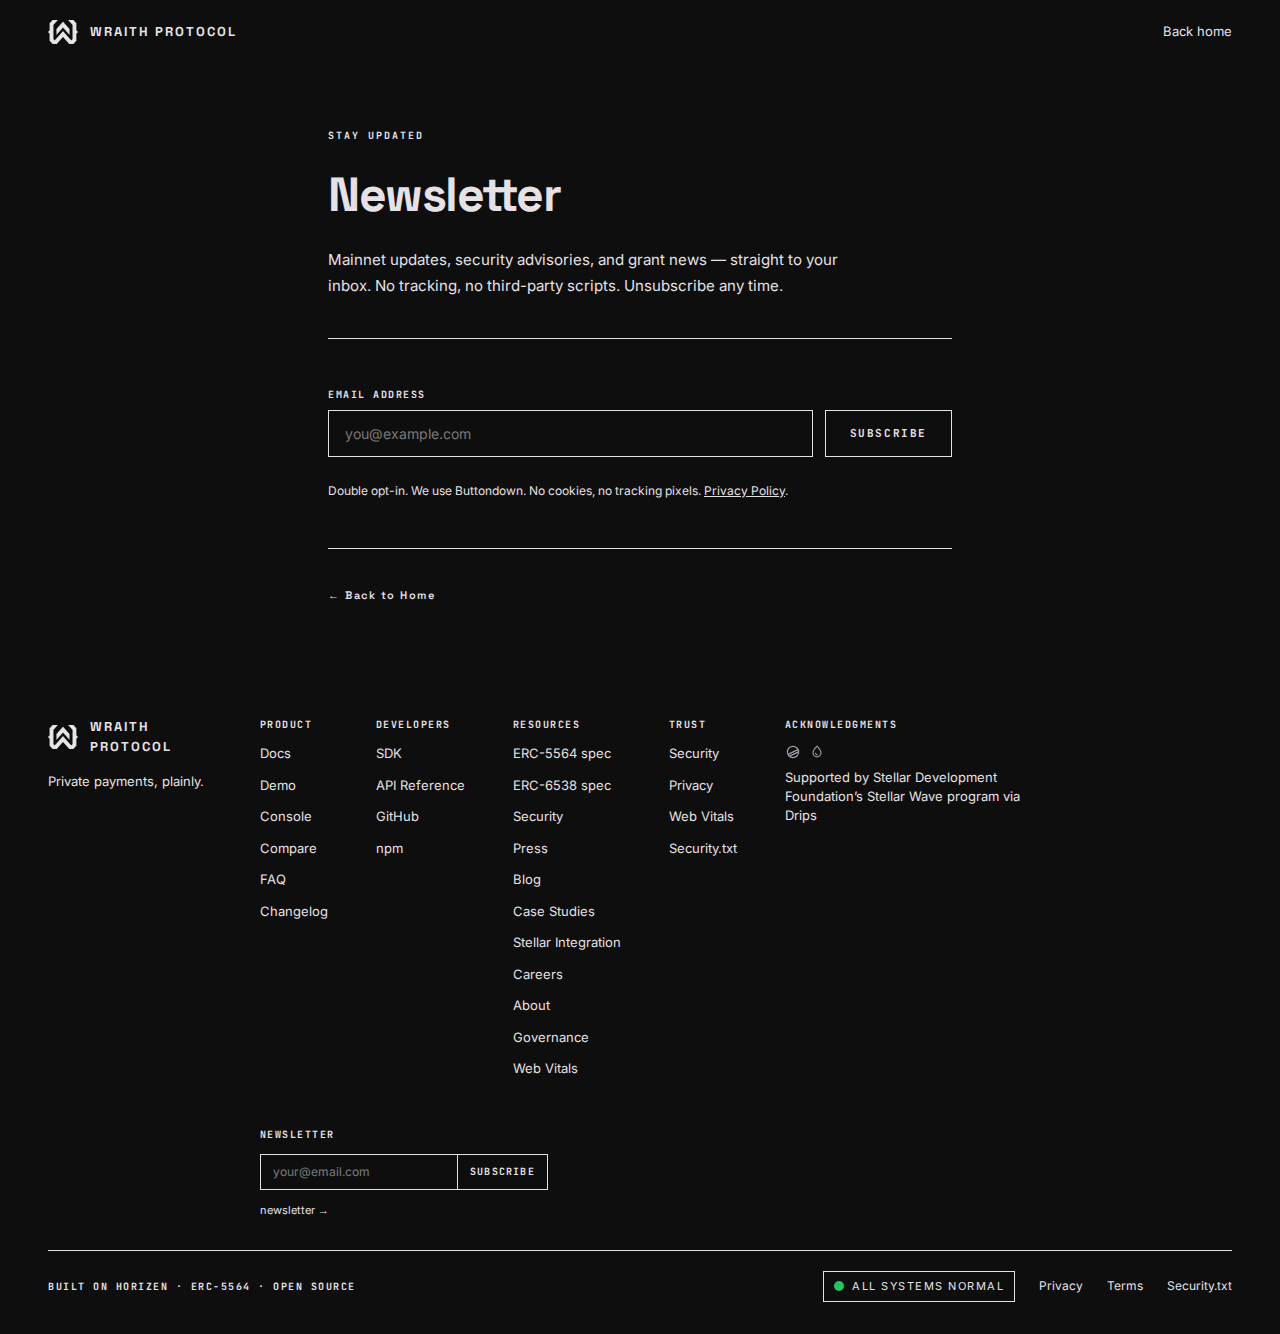 WRAITH PROTOCOL
Back home
STAY UPDATED
Newsletter
Mainnet updates, security advisories, and grant news — straight to your
inbox. No tracking, no third-party scripts. Unsubscribe any time.
EMAIL ADDRESS
you@example.com
SUBSCRIBE
Double opt-in. We use Buttondown. No cookies, no tracking pixels. Privacy Policy.
← Back to Home
WRAITH
PROTOCOL
Private payments, plainly.
PRODUCT
Docs
Demo
Console
Compare
FAQ
Changelog
DEVELOPERS
SDK
API Reference
GitHub
npm
RESOURCES
ERC-5564 spec
ERC-6538 spec
Security
Press
Blog
Case Studies
Stellar Integration
Careers
About
Governance
Web Vitals
TRUST
Security
Privacy
Web Vitals
Security.txt
ACKNOWLEDGMENTS
Supported by Stellar Development
Foundation’s Stellar Wave program via
Drips
NEWSLETTER
your@email.com
SUBSCRIBE
newsletter →
BUILT ON HORIZEN · ERC-5564 · OPEN SOURCE
ALL SYSTEMS NORMAL
Privacy
Terms
Security.txt